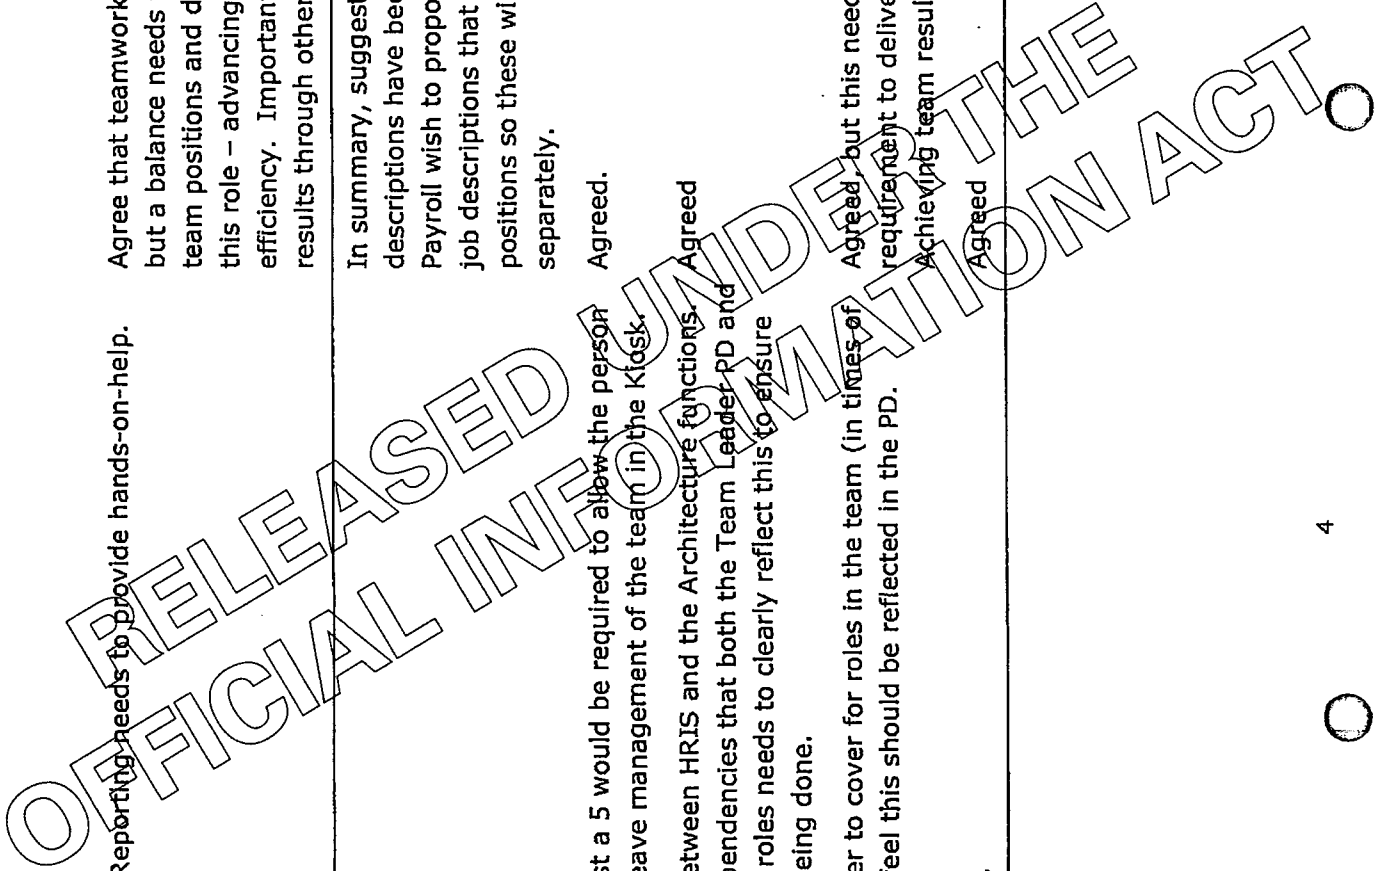 Reporting needs to provide hands-on-help.
Agree that teamwork
but a balance needs
team positions and d
this role – advancing
efficiency. Important
results through other
In summary, suggest
descriptions have bee
Payroll wish to propo
job descriptions that
positions so these wi
separately.
st a 5 would be required to allow the person
eave management of the team in the Kiosk.
Agreed.
etween HRIS and the Architecture functions.
pendencies that both the Team Leader PD and
roles needs to clearly reflect this to ensure
eing done.
Agreed
er to cover for roles in the team (in times of
feel this should be reflected in the PD.
Agreed, but this need
requirement to delive
Achieving team resul
Agreed
4
RELEASED UNDER THE
OFFICIAL INFORMATION ACT